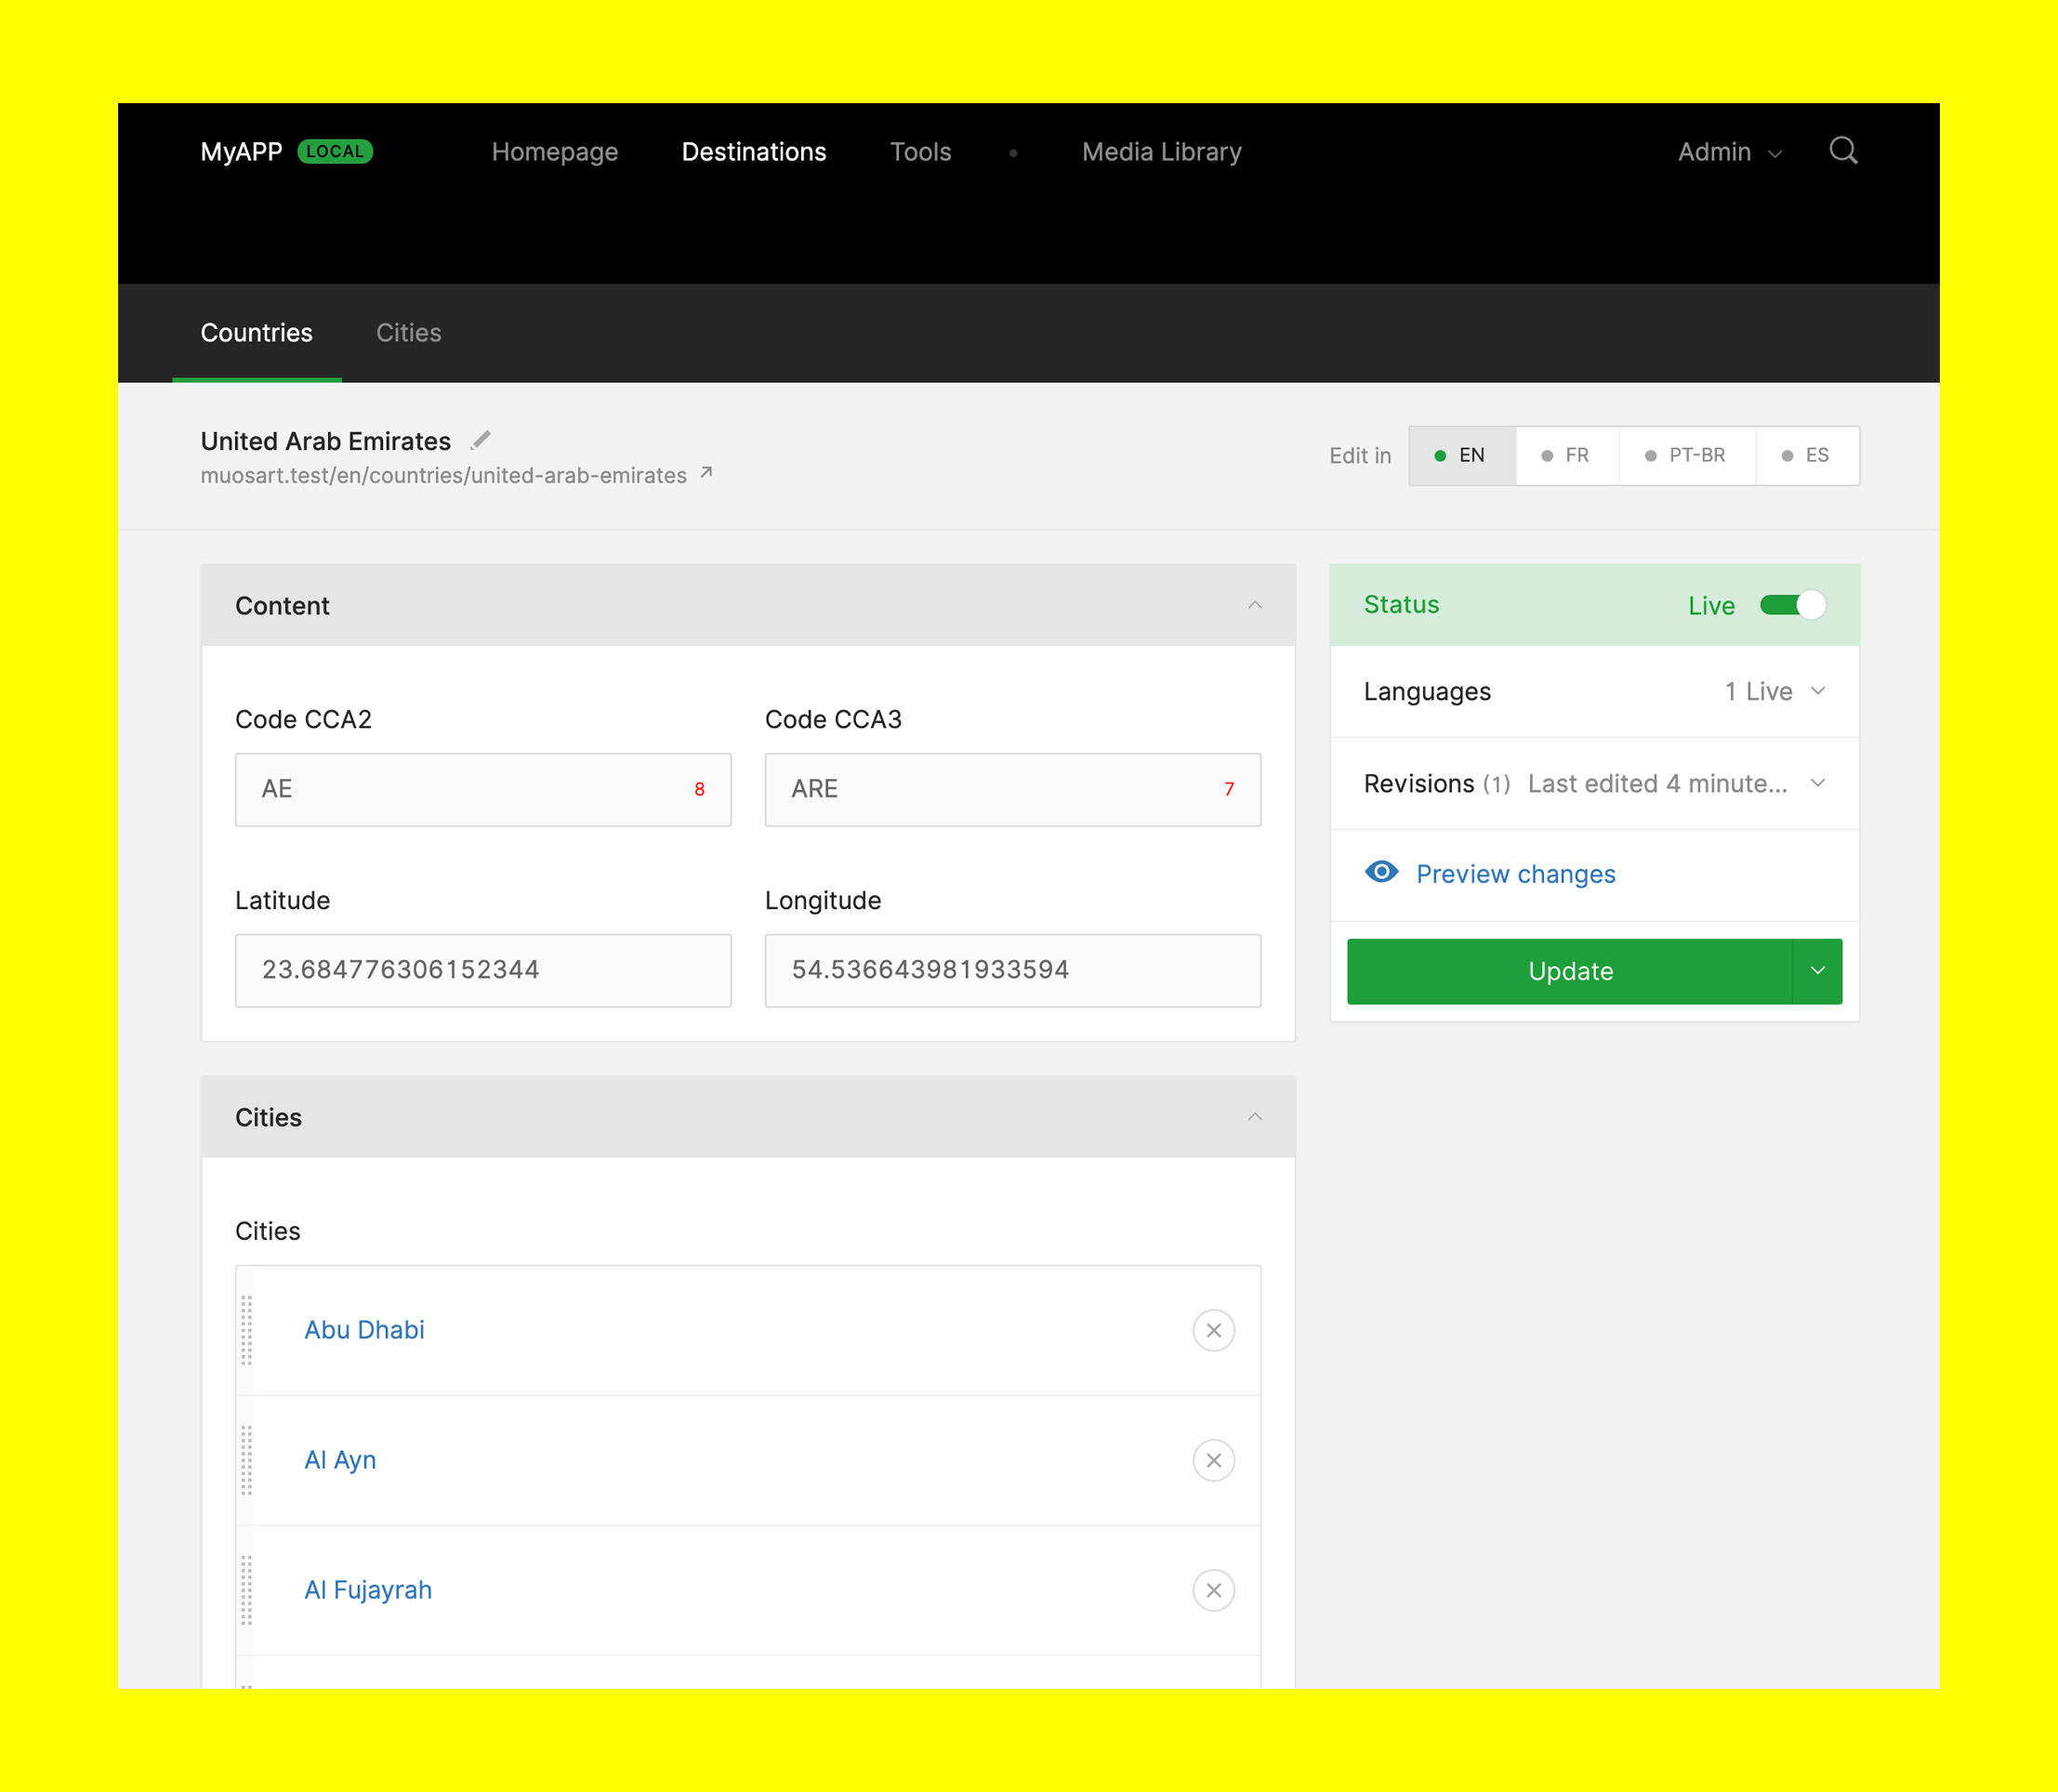 MyAPP LOCAL Homepage Destinations Tools • Media Library Admin
Countries Cities
United Arab Emirates
muosart.test/en/countries/united-arab-emirates
Edit in EN FR PT-BR ES
Content
Code CCA2 Code CCA3
AE 8 ARE 7
Latitude Longitude
23.684776306152344 54.536643981933594
Status Live
Languages 1 Live
Revisions (1) Last edited 4 minute...
Preview changes
Update
Cities
Cities
Abu Dhabi
Al Ayn
Al Fujayrah